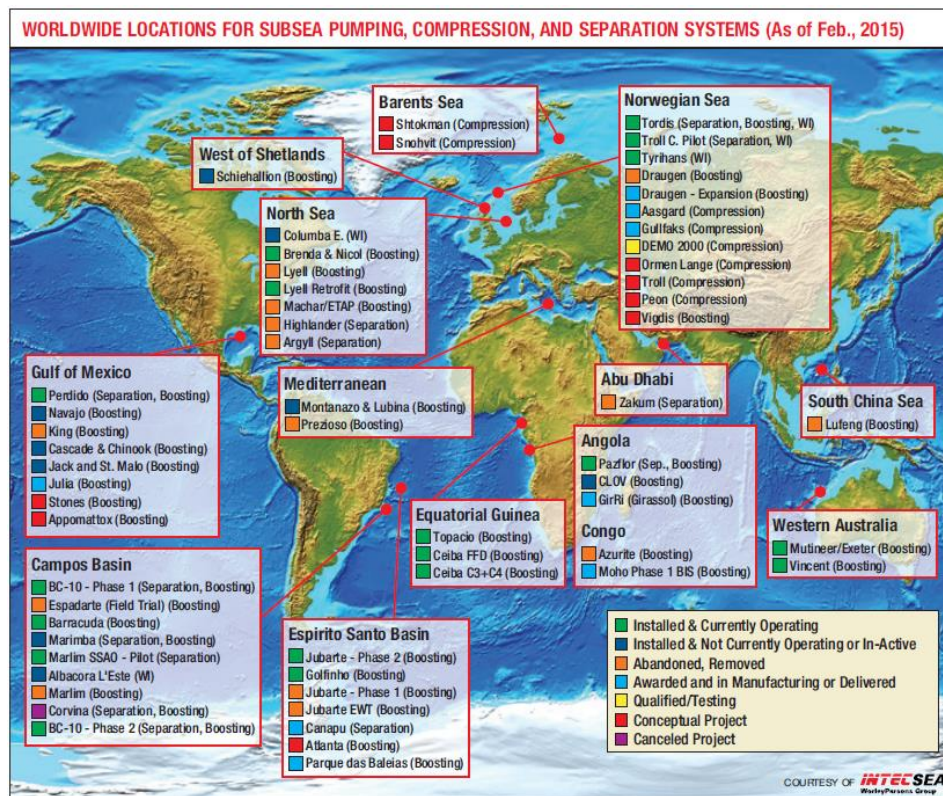 WORLDWIDE LOCATIONS FOR SUBSEA PUMPING, COMPRESSION, AND SEPARATION SYSTEMS (As of Feb., 2015)
Barents Sea
Shtokman (Compression)
Snohvit (Compression)
Norwegian Sea
Tordis (Separation, Boosting, WI)
Troll C. Pilot (Separation, WI)
Tyrihans (WI)
Draugen (Boosting)
Draugen - Expansion (Boosting)
Aasgard (Compression)
Gullfaks (Compression)
DEMO 2000 (Compression)
Ormen Lange (Compression)
Troll (Compression)
Peon (Compression)
Vigdis (Boosting)
West of Shetlands
Schiehallion (Boosting)
North Sea
Columba E. (WI)
Brenda & Nicol (Boosting)
Lyell (Boosting)
Lyell Retrofit (Boosting)
Machar/ETAP (Boosting)
Highlander (Separation)
Argyll (Separation)
Gulf of Mexico
Perdido (Separation, Boosting)
Navajo (Boosting)
King (Boosting)
Cascade & Chinook (Boosting)
Jack and St. Malo (Boosting)
Julia (Boosting)
Stones (Boosting)
Appomattox (Boosting)
Mediterranean
Montanazo & Lubina (Boosting)
Prezioso (Boosting)
Abu Dhabi
Zakum (Separation)
South China Sea
Lufeng (Boosting)
Angola
Pazflor (Sep., Boosting)
CLOV (Boosting)
GirRi (Girassol) (Boosting)
Congo
Azurite (Boosting)
Moho Phase 1 BIS (Boosting)
Equatorial Guinea
Topacio (Boosting)
Ceiba FFD (Boosting)
Ceiba C3+C4 (Boosting)
Western Australia
Mutineer/Exeter (Boosting)
Vincent (Boosting)
Campos Basin
BC-10 - Phase 1 (Separation, Boosting)
Espadarte (Field Trial) (Boosting)
Barracuda (Boosting)
Marimba (Separation, Boosting)
Marlim SSAO - Pilot (Separation)
Albacora L'Este (WI)
Marlim (Boosting)
Corvina (Separation, Boosting)
BC-10 - Phase 2 (Separation, Boosting)
Espirito Santo Basin
Jubarte - Phase 2 (Boosting)
Golfinho (Boosting)
Jubarte - Phase 1 (Boosting)
Jubarte EWT (Boosting)
Canapu (Separation)
Atlanta (Boosting)
Parque das Baleias (Boosting)
Installed & Currently Operating
Installed & Not Currently Operating or In-Active
Abandoned, Removed
Awarded and in Manufacturing or Delivered
Qualified/Testing
Conceptual Project
Canceled Project
COURTESY OF INTECSEA
WorleyParsons Group